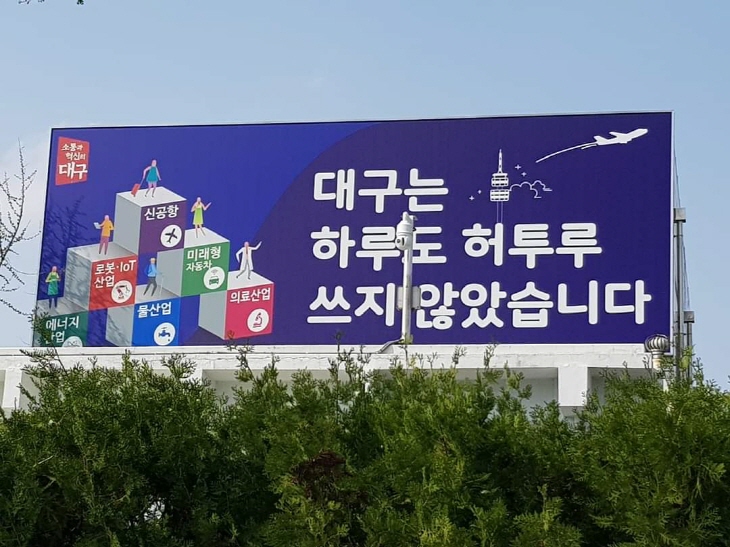 소통과
혁신의
대구
대구는
하루도 허투루
쓰지 않았습니다
신공항
로봇·IoT
산업
미래형
자동차
에너지
산업
물산업
의료산업